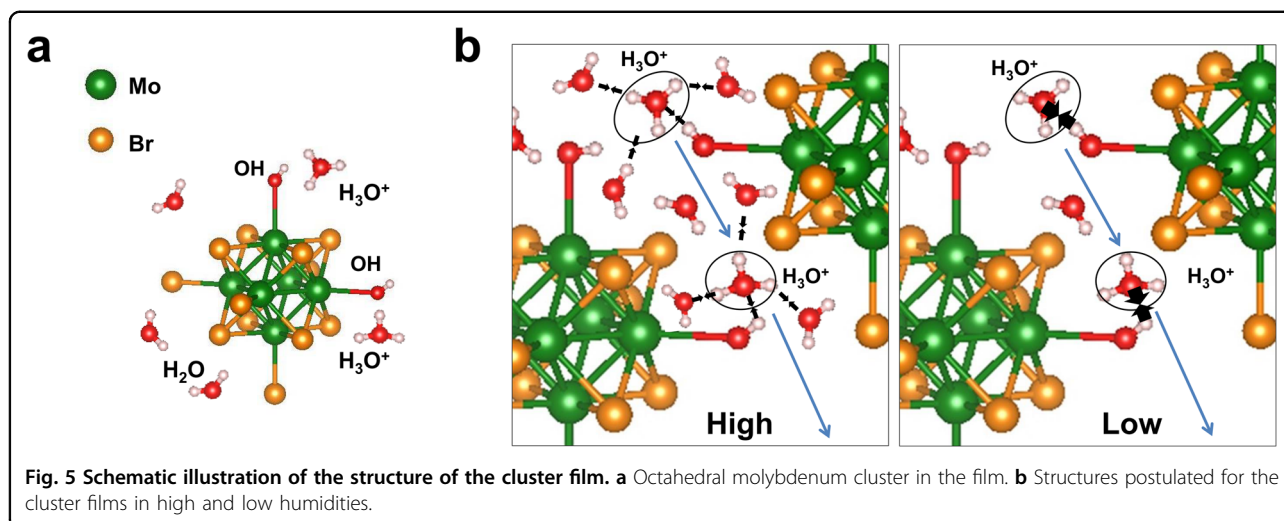 a
Mo
Br
OH
H₃O⁺
OH
H₃O⁺
H₂O
b
H₃O⁺
H₃O⁺
High
H₃O⁺
H₃O⁺
Low
Fig. 5 Schematic illustration of the structure of the cluster film. a Octahedral molybdenum cluster in the film. b Structures postulated for the
cluster films in high and low humidities.